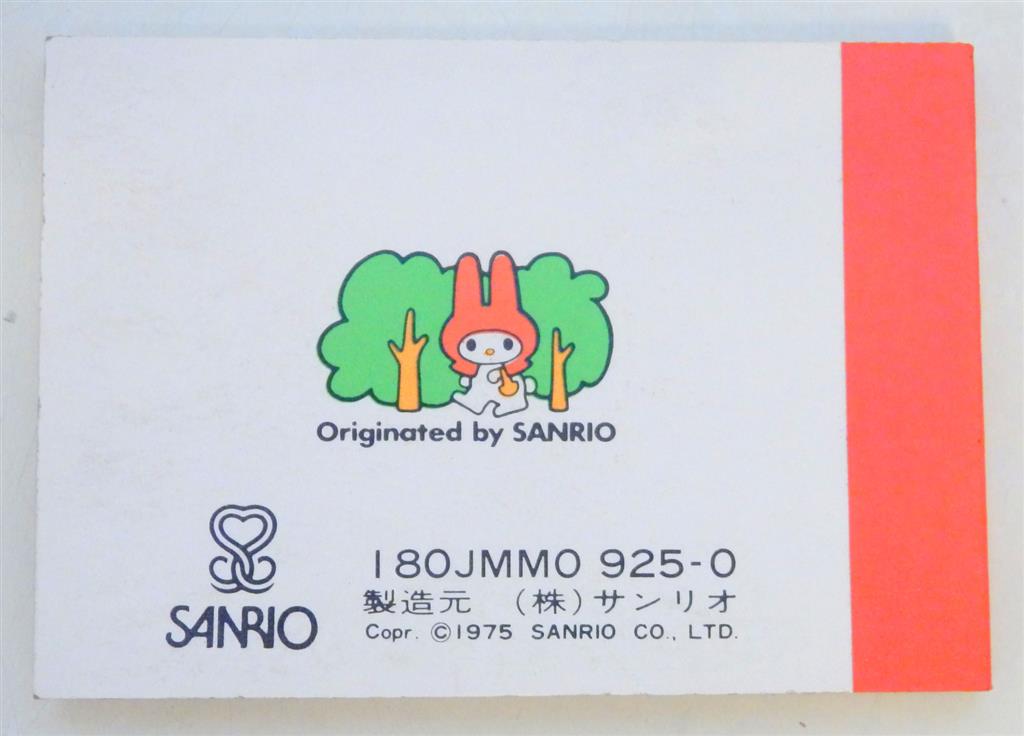 Originated by SANRIO
SANRIO
180JMMO 925-0
製造元 (株)サンリオ
Copr. ©1975 SANRIO CO., LTD.